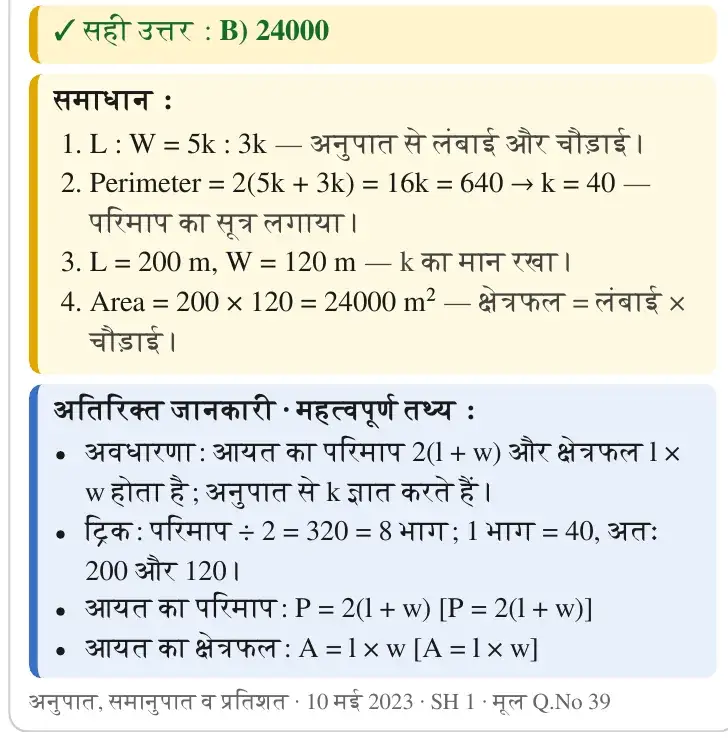 ✓ सही उत्तर : B) 24000
समाधान :
1. L : W = 5k : 3k — अनुपात से लंबाई और चौड़ाई।
2. Perimeter = 2(5k + 3k) = 16k = 640 → k = 40 —
परिमाप का सूत्र लगाया।
3. L = 200 m, W = 120 m — k का मान रखा।
4. Area = 200 × 120 = 24000 m² — क्षेत्रफल = लंबाई ×
चौड़ाई।
अतिरिक्त जानकारी · महत्वपूर्ण तथ्य :
• अवधारणा : आयत का परिमाप 2(l + w) और क्षेत्रफल l ×
w होता है ; अनुपात से k ज्ञात करते हैं।
• ट्रिक : परिमाप ÷ 2 = 320 = 8 भाग ; 1 भाग = 40, अतः
200 और 120।
• आयत का परिमाप : P = 2(l + w) [P = 2(l + w)]
• आयत का क्षेत्रफल : A = l × w [A = l × w]
अनुपात, समानुपात व प्रतिशत · 10 मई 2023 · SH 1 · मूल Q.No 39